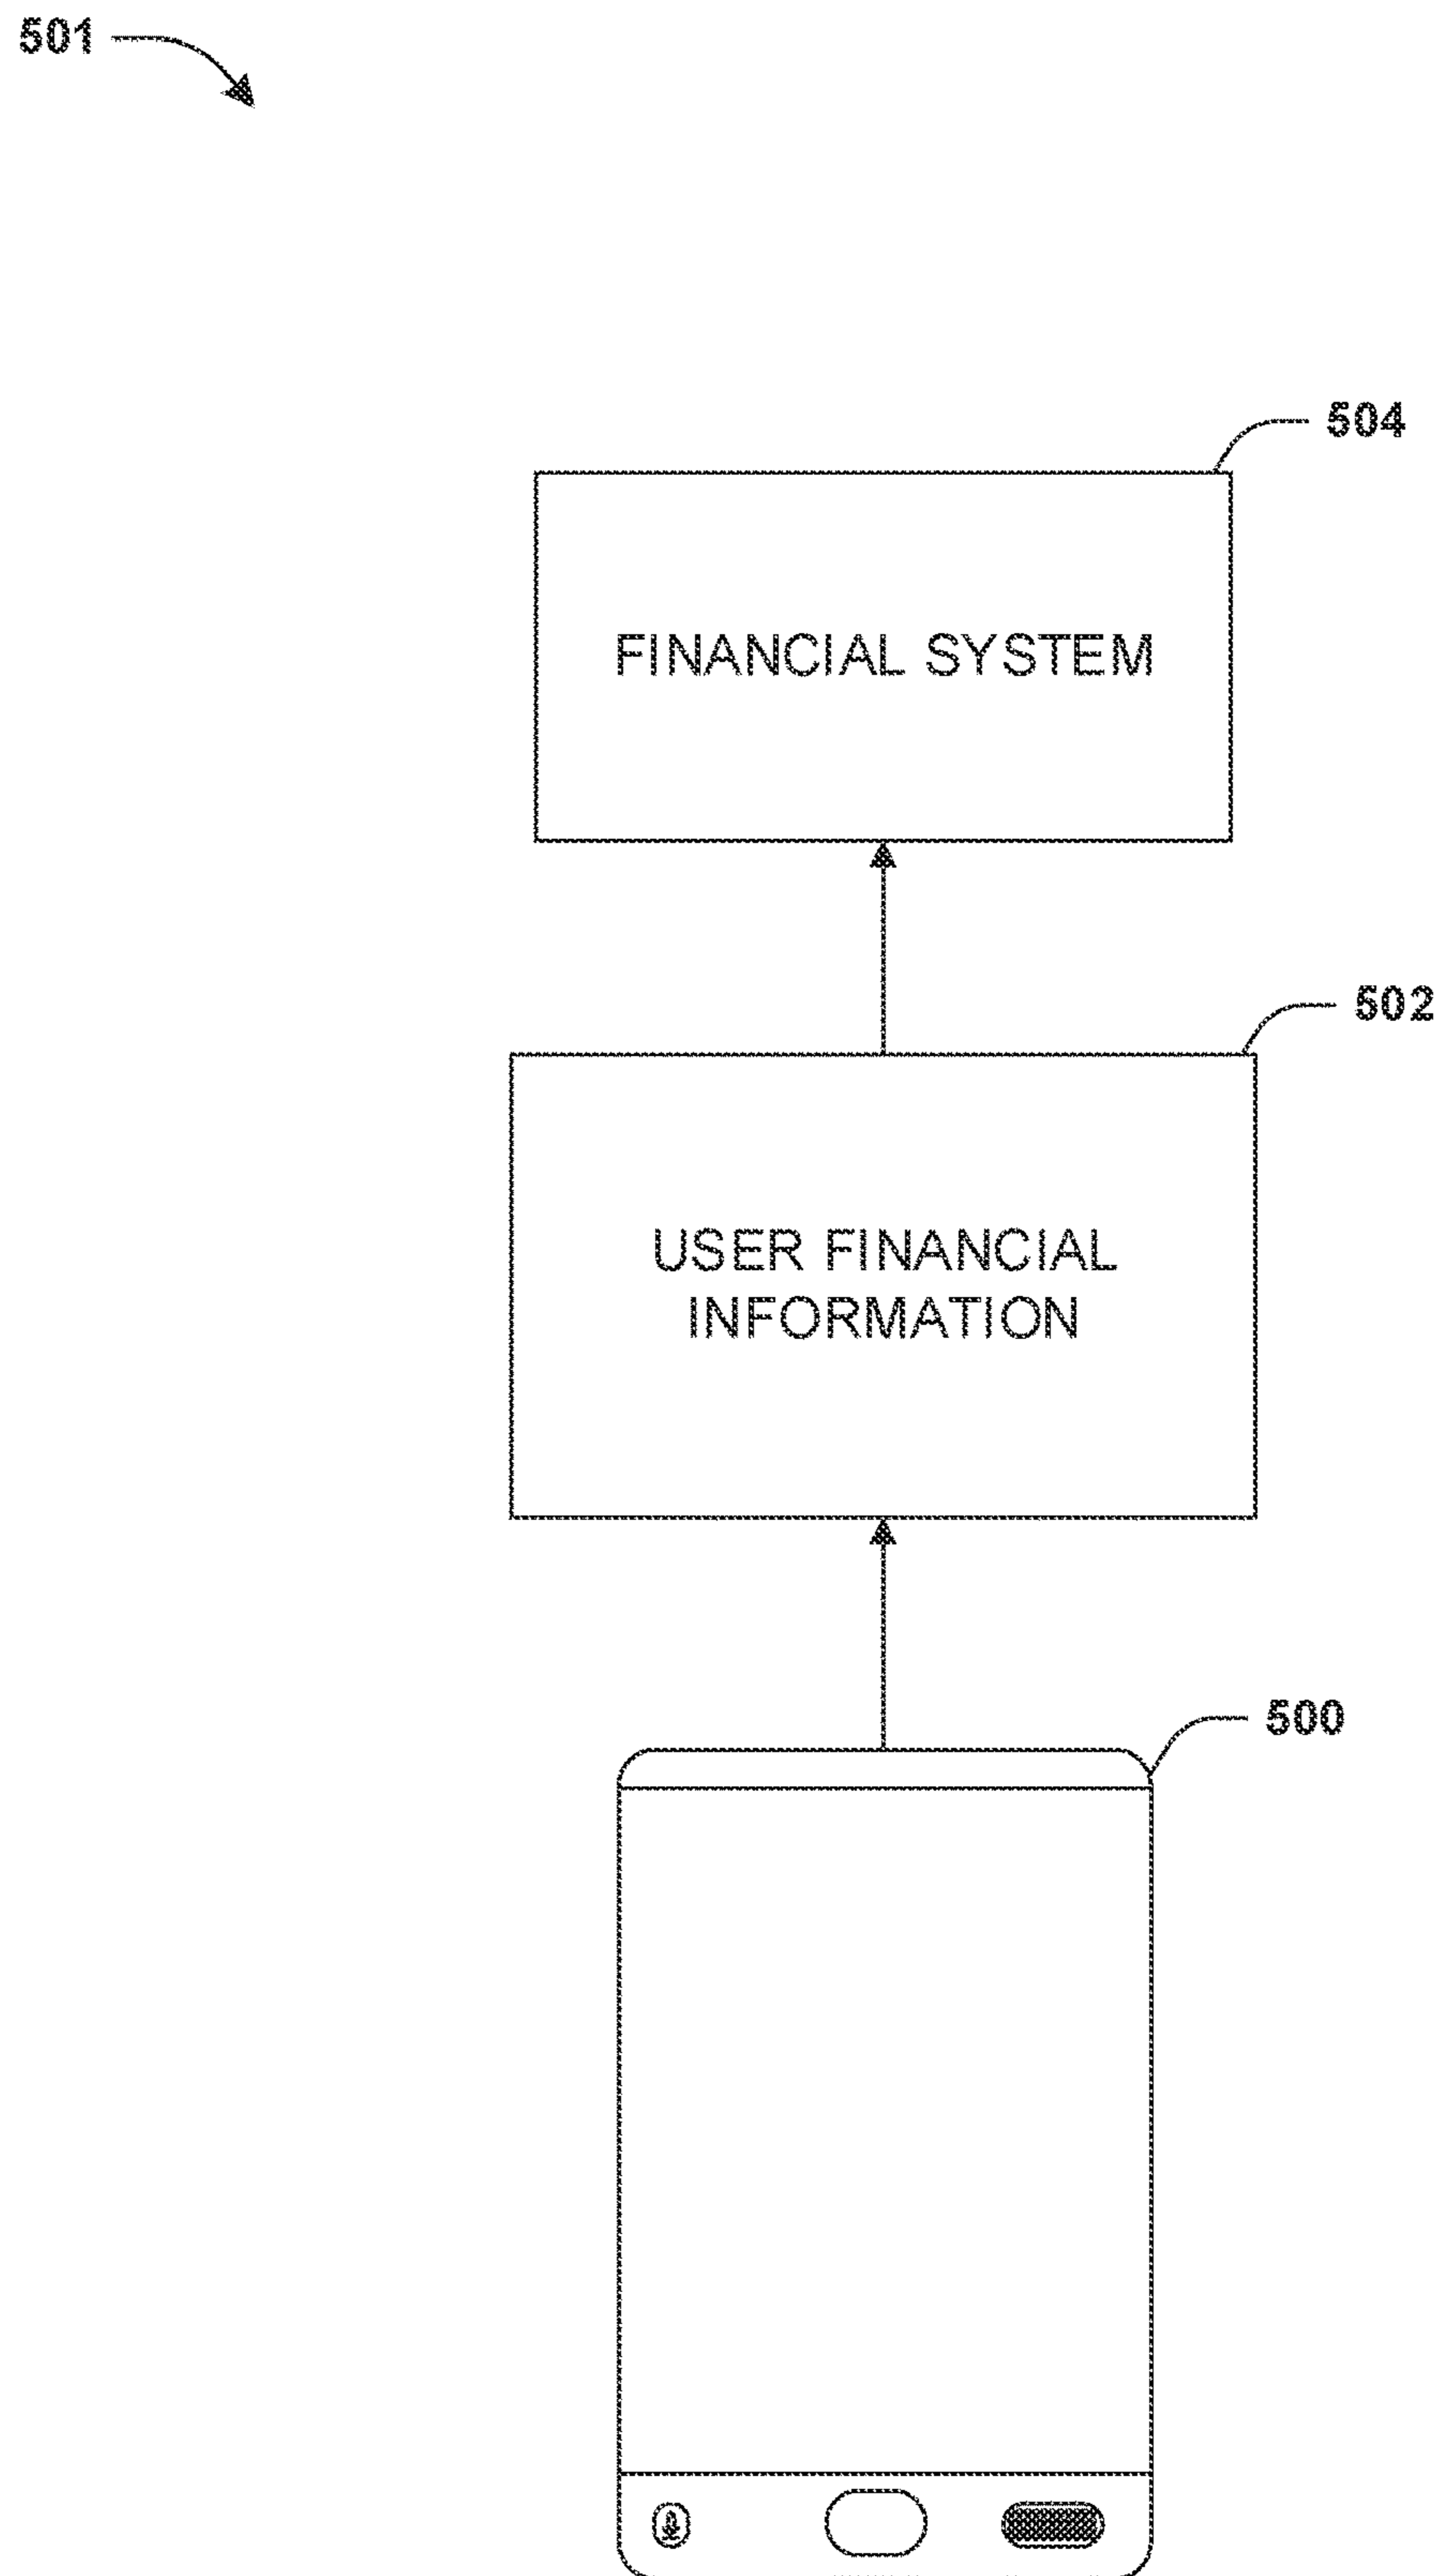 501
504
FINANCIAL SYSTEM
502
USER FINANCIAL
INFORMATION
500